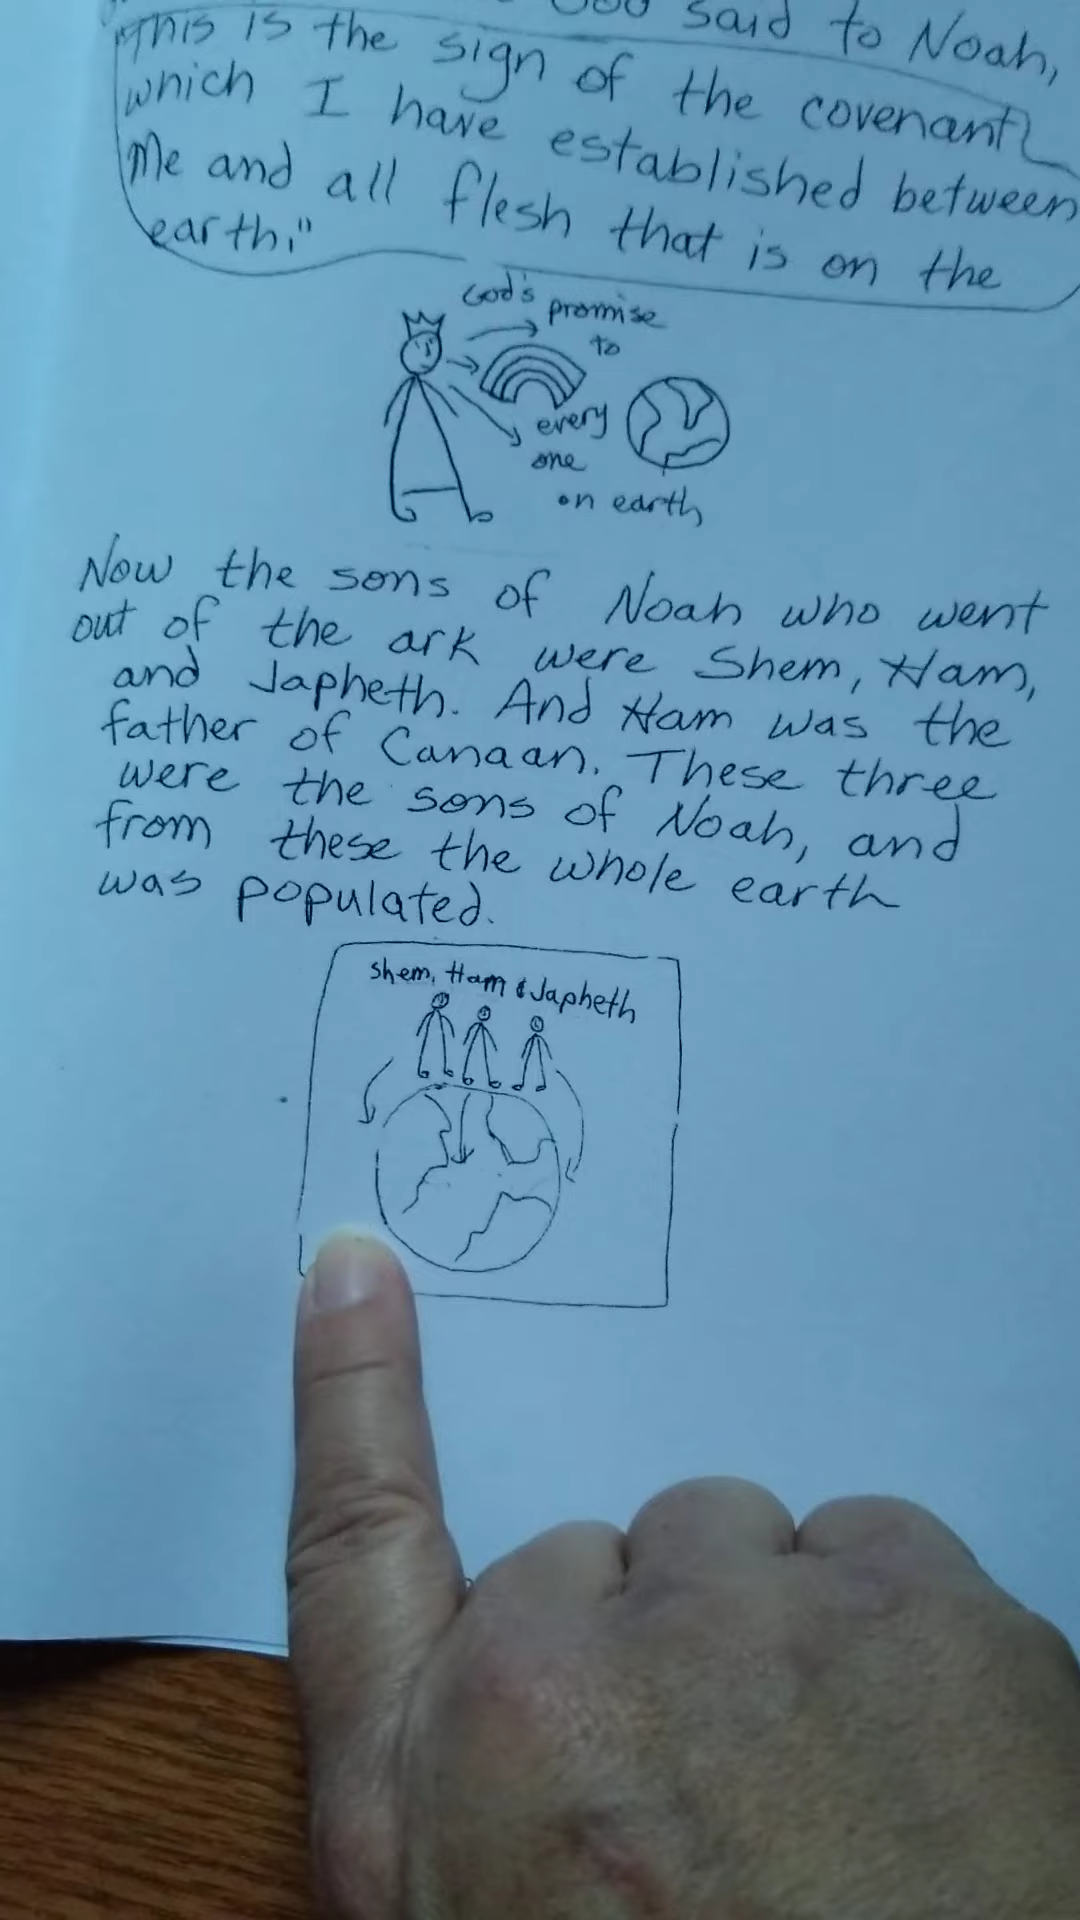 God said to Noah,
"This is the sign of the covenant
which I have established between
Me and all flesh that is on the
earth."
God's promise
to
every
one
on earth
Now the sons of Noah who went
out of the ark were Shem, Ham,
and Japheth. And Ham was the
father of Canaan. These three
were the sons of Noah, and
from these the whole earth
was populated.
Shem, Ham & Japheth